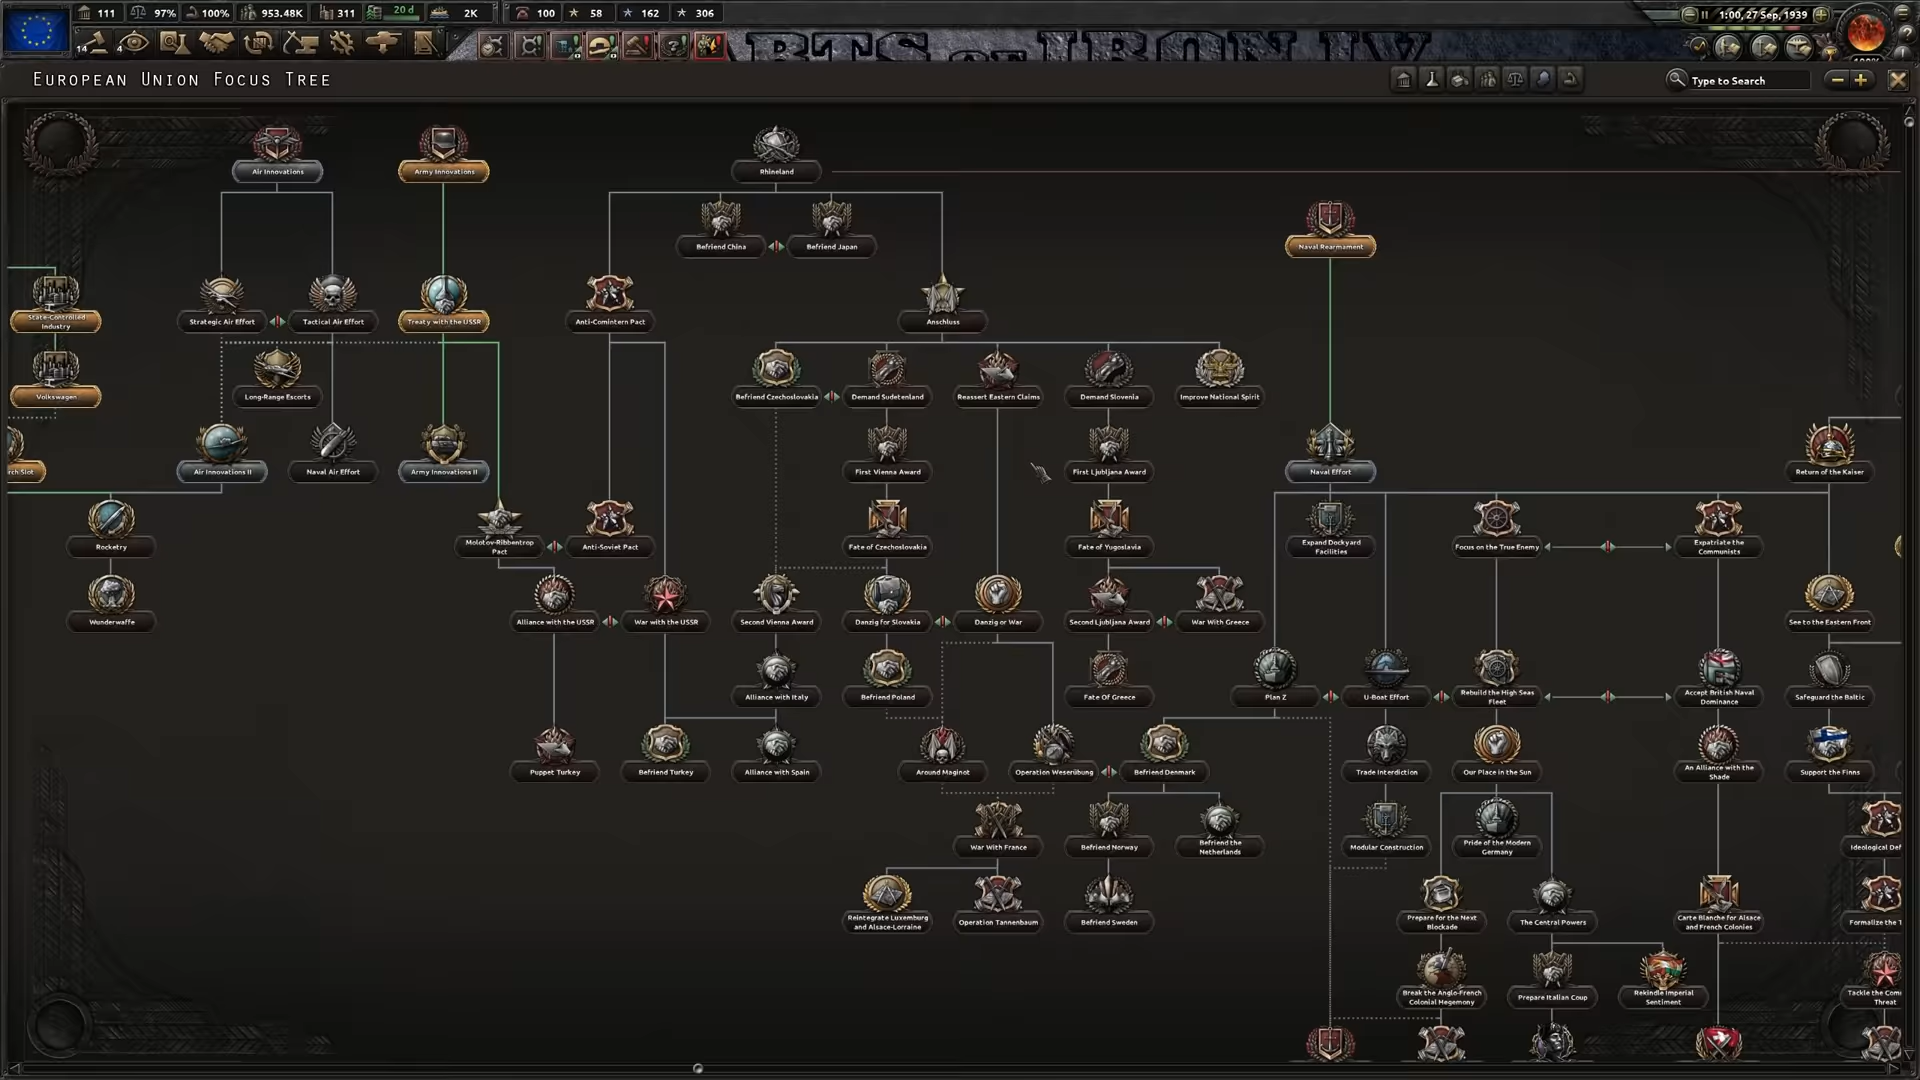 111
97%
100%
953.48K
311
20 d
2K
100
58
162
306
1:00, 27 Sep, 1939
14
4
European Union Focus Tree
Type to Search
Air Innovations
Army Innovations
Rhineland
Befriend China
Befriend Japan
Naval Rearmament
State-Controlled
Industry
Strategic Air Effort
Tactical Air Effort
Treaty with the USSR
Anti-Comintern Pact
Anschluss
Volkswagen
Long-Range Escorts
Befriend Czechoslovakia
Demand Sudetenland
Reassert Eastern Claims
Demand Slovenia
Improve National Spirit
rch Slot
Air Innovations II
Naval Air Effort
Army Innovations II
First Vienna Award
First Ljubljana Award
Naval Effort
Return of the Kaiser
Rocketry
Molotov-Ribbentrop
Pact
Anti-Soviet Pact
Fate of Czechoslovakia
Fate of Yugoslavia
Expand Dockyard
Facilities
Focus on the True Enemy
Expatriate the
Communists
Wunderwaffe
Alliance with the USSR
War with the USSR
Second Vienna Award
Danzig for Slovakia
Danzig or War
Second Ljubljana Award
War With Greece
See to the Eastern Front
Alliance with Italy
Befriend Poland
Fate Of Greece
Plan Z
U-Boat Effort
Rebuild the High Seas
Fleet
Accept British Naval
Dominance
Safeguard the Baltic
Puppet Turkey
Befriend Turkey
Alliance with Spain
Around Maginot
Operation Weserübung
Befriend Denmark
Trade Interdiction
Our Place in the Sun
An Alliance with the
Shade
Support the Finns
War With France
Befriend Norway
Befriend the
Netherlands
Modular Construction
Pride of the Modern
Germany
Ideological Def
Reintegrate Luxemburg
and Alsace-Lorraine
Operation Tannenbaum
Befriend Sweden
Prepare for the Next
Blockade
The Central Powers
Carte Blanche for Alsace
and French Colonies
Formalize the T
Break the Anglo-French
Colonial Hegemony
Prepare Italian Coup
Rekindle Imperial
Sentiment
Tackle the Com
Threat